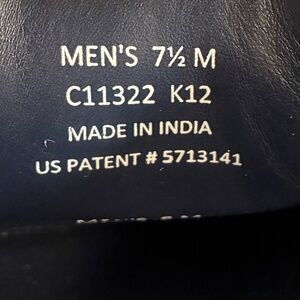 MEN'S 7½ M
C11322 K12
MADE IN INDIA
US PATENT # 5713141